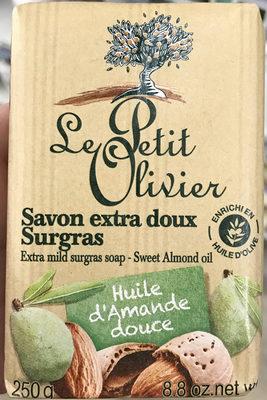 Le Petit
Olivier
Savon extra doux
Surgras
Extra mild surgras soap - Sweet Almond oil
ENRICHI EN
HUILE D'OLIVE
Huile
d'Amande
douce
250 g
8.8 oz.net w